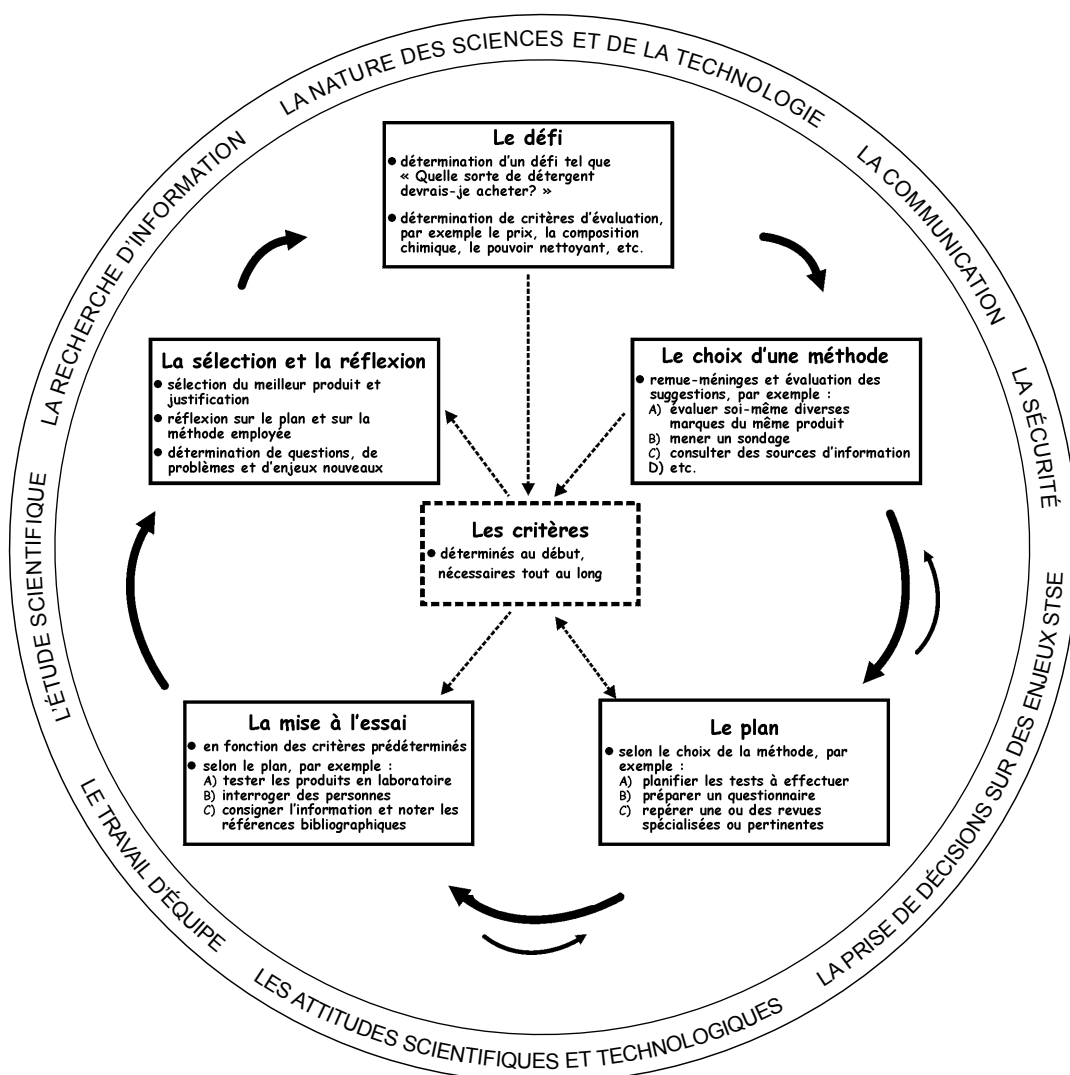 LA NATURE DES SCIENCES ET DE LA TECHNOLOGIE
LA COMMUNICATION
LA SÉCURITÉ
LA PRISE DE DÉCISIONS SUR DES ENJEUX STSE
LES ATTITUDES SCIENTIFIQUES ET TECHNOLOGIQUES
LE TRAVAIL D'ÉQUIPE
L'ÉTUDE SCIENTIFIQUE
LA RECHERCHE D'INFORMATION
Le défi
● détermination d'un défi tel que
« Quelle sorte de détergent
devrais-je acheter? »
● détermination de critères d'évaluation,
par exemple le prix, la composition
chimique, le pouvoir nettoyant, etc.
Le choix d'une méthode
● remue-méninges et évaluation des
suggestions, par exemple :
A) évaluer soi-même diverses
marques du même produit
B) mener un sondage
C) consulter des sources d'information
D) etc.
Le plan
● selon le choix de la méthode, par
exemple :
A) planifier les tests à effectuer
B) préparer un questionnaire
C) repérer une ou des revues
spécialisées ou pertinentes
La mise à l'essai
● en fonction des critères prédéterminés
● selon le plan, par exemple :
A) tester les produits en laboratoire
B) interroger des personnes
C) consigner l'information et noter les
références bibliographiques
La sélection et la réflexion
● sélection du meilleur produit et
justification
● réflexion sur le plan et sur la
méthode employée
● détermination de questions, de
problèmes et d'enjeux nouveaux
Les critères
● déterminés au début,
nécessaires tout au long